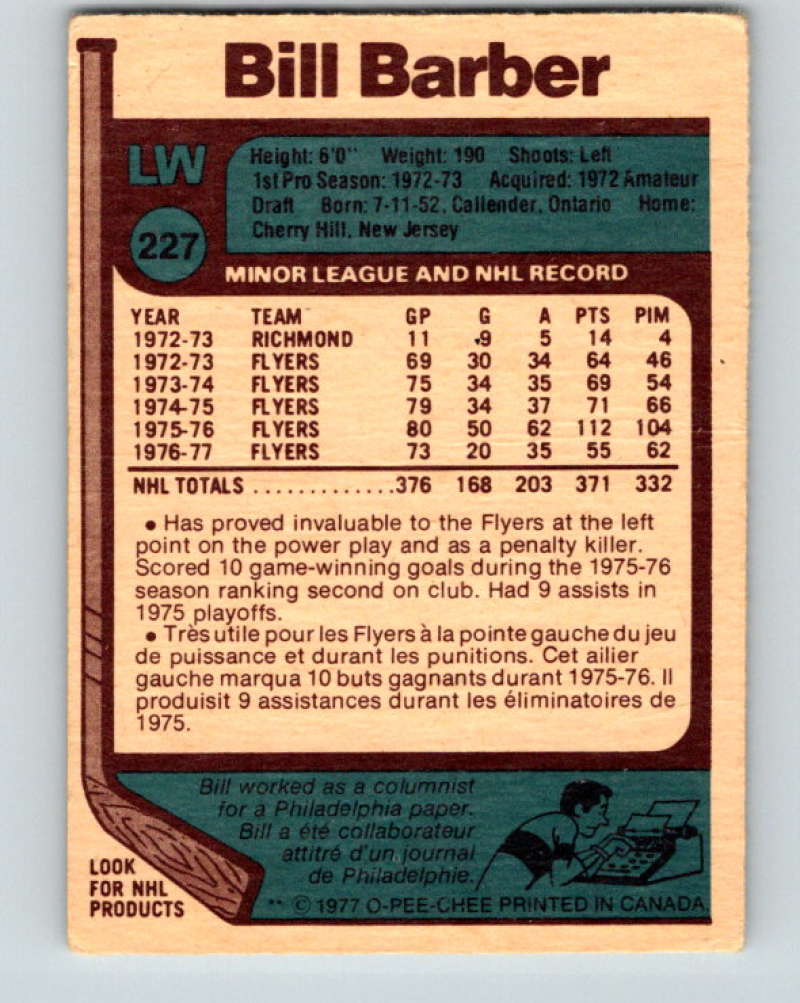 Bill Barber
LW
Height: 6'0" Weight: 190 Shoots: Left
1st Pro Season: 1972-73 Acquired: 1972 Amateur
Draft Born: 7-11-52, Callender, Ontario Home:
Cherry Hill, New Jersey
227
MINOR LEAGUE AND NHL RECORD
YEAR TEAM GP G A PTS PIM
1972-73 RICHMOND 11 9 5 14 4
1972-73 FLYERS 69 30 34 64 46
1973-74 FLYERS 75 34 35 69 54
1974-75 FLYERS 79 34 37 71 66
1975-76 FLYERS 80 50 62 112 104
1976-77 FLYERS 73 20 35 55 62
NHL TOTALS .............376 168 203 371 332
• Has proved invaluable to the Flyers at the left
point on the power play and as a penalty killer.
Scored 10 game-winning goals during the 1975-76
season ranking second on club. Had 9 assists in
1975 playoffs.
• Très utile pour les Flyers à la pointe gauche du jeu
de puissance et durant les punitions. Cet ailier
gauche marqua 10 buts gagnants durant 1975-76. Il
produisit 9 assistances durant les éliminatoires de
1975.
Bill worked as a columnist
for a Philadelphia paper.
Bill a été collaborateur
attitré d'un journal
de Philadelphie.
LOOK
FOR NHL
PRODUCTS
** © 1977 O-PEE-CHEE PRINTED IN CANADA